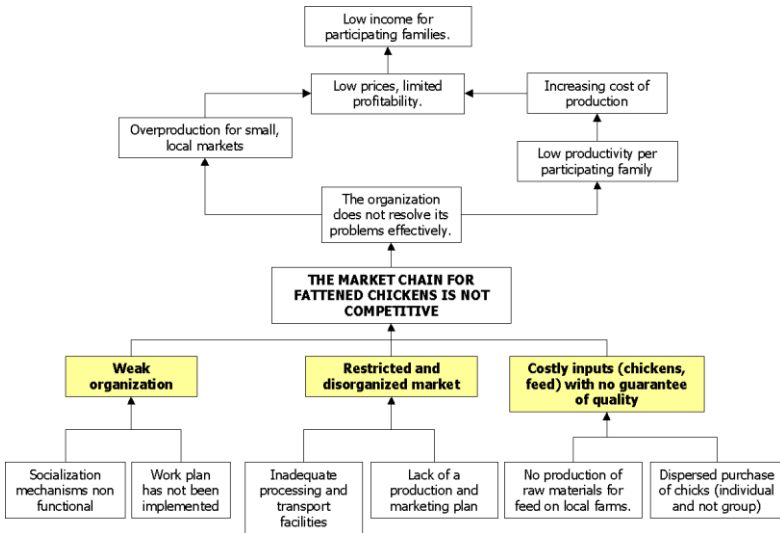 Low income for
participating families.
Low prices, limited
profitability.
Increasing cost of
production
Overproduction for small,
local markets
Low productivity per
participating family
The organization
does not resolve its
problems effectively.
THE MARKET CHAIN FOR
FATTENED CHICKENS IS NOT
COMPETITIVE
Weak
organization
Restricted and
disorganized market
Costly inputs (chickens,
feed) with no guarantee
of quality
Socialization
mechanisms non
functional
Work plan
has not been
implemented
Inadequate
processing and
transport
facilities
Lack of a
production and
marketing plan
No production of
raw materials for
feed on local farms.
Dispersed purchase
of chicks (individual
and not group)